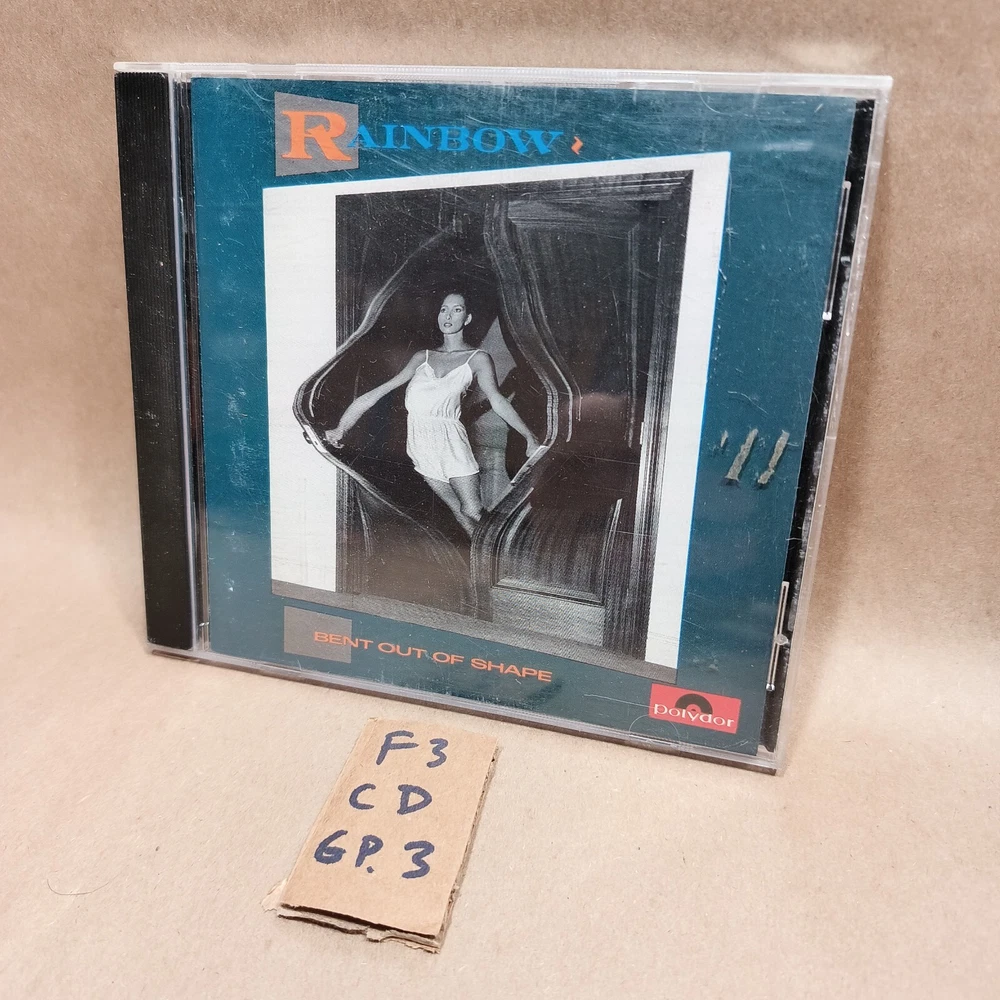 RAINBOW
BENT OUT OF SHAPE
polydor
F3
CD
GP.3